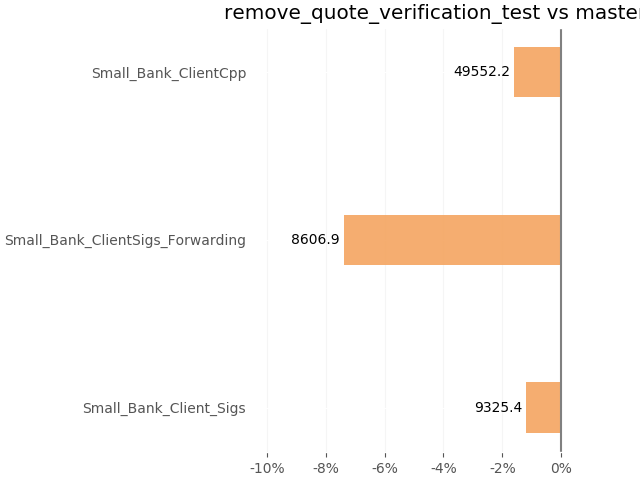 remove_quote_verification_test vs master
Small_Bank_ClientCpp
49552.2
Small_Bank_ClientSigs_Forwarding
8606.9
Small_Bank_Client_Sigs
9325.4
-10% -8% -6% -4% -2% 0%